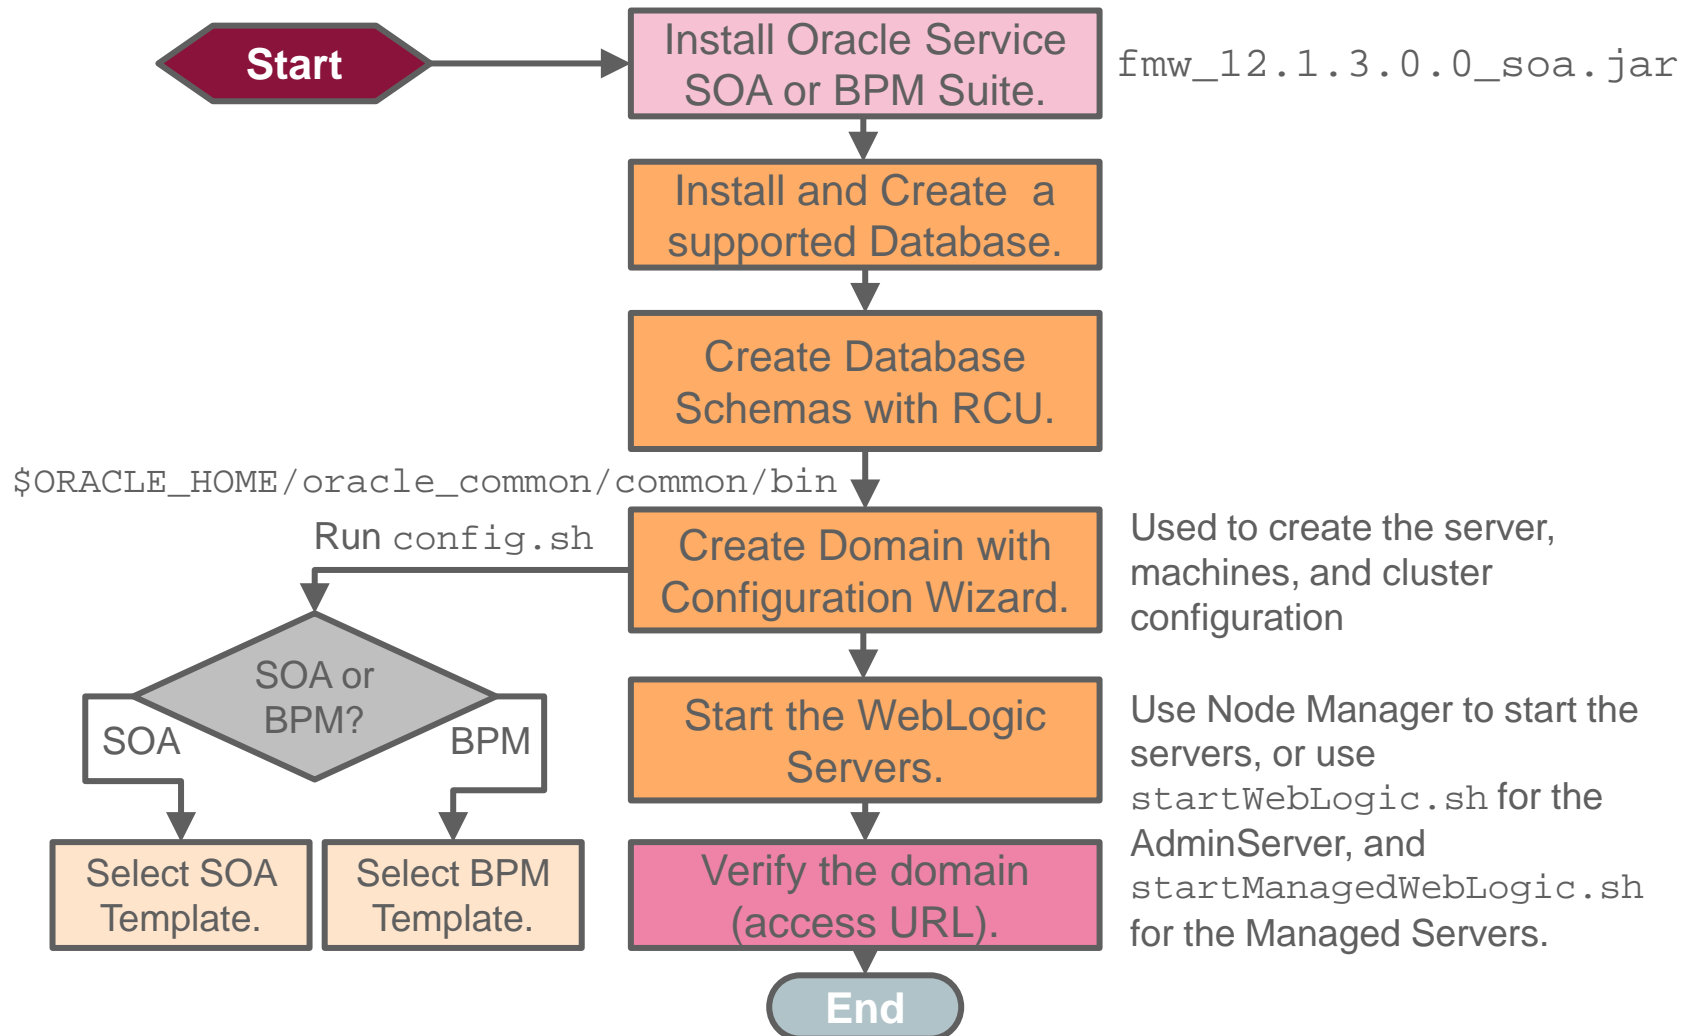 Start
Install Oracle Service
SOA or BPM Suite.
fmw_12.1.3.0.0_soa.jar
Install and Create  a
supported Database.
Create Database
Schemas with RCU.
$ORACLE_HOME/oracle_common/common/bin
Run config.sh
Create Domain with
Configuration Wizard.
Used to create the server,
machines, and cluster
configuration
SOA or
BPM?
SOA
BPM
Start the WebLogic
Servers.
Use Node Manager to start the
servers, or use
startWebLogic.sh for the
AdminServer, and
startManagedWebLogic.sh
for the Managed Servers.
Select SOA
Template.
Select BPM
Template.
Verify the domain
(access URL).
End